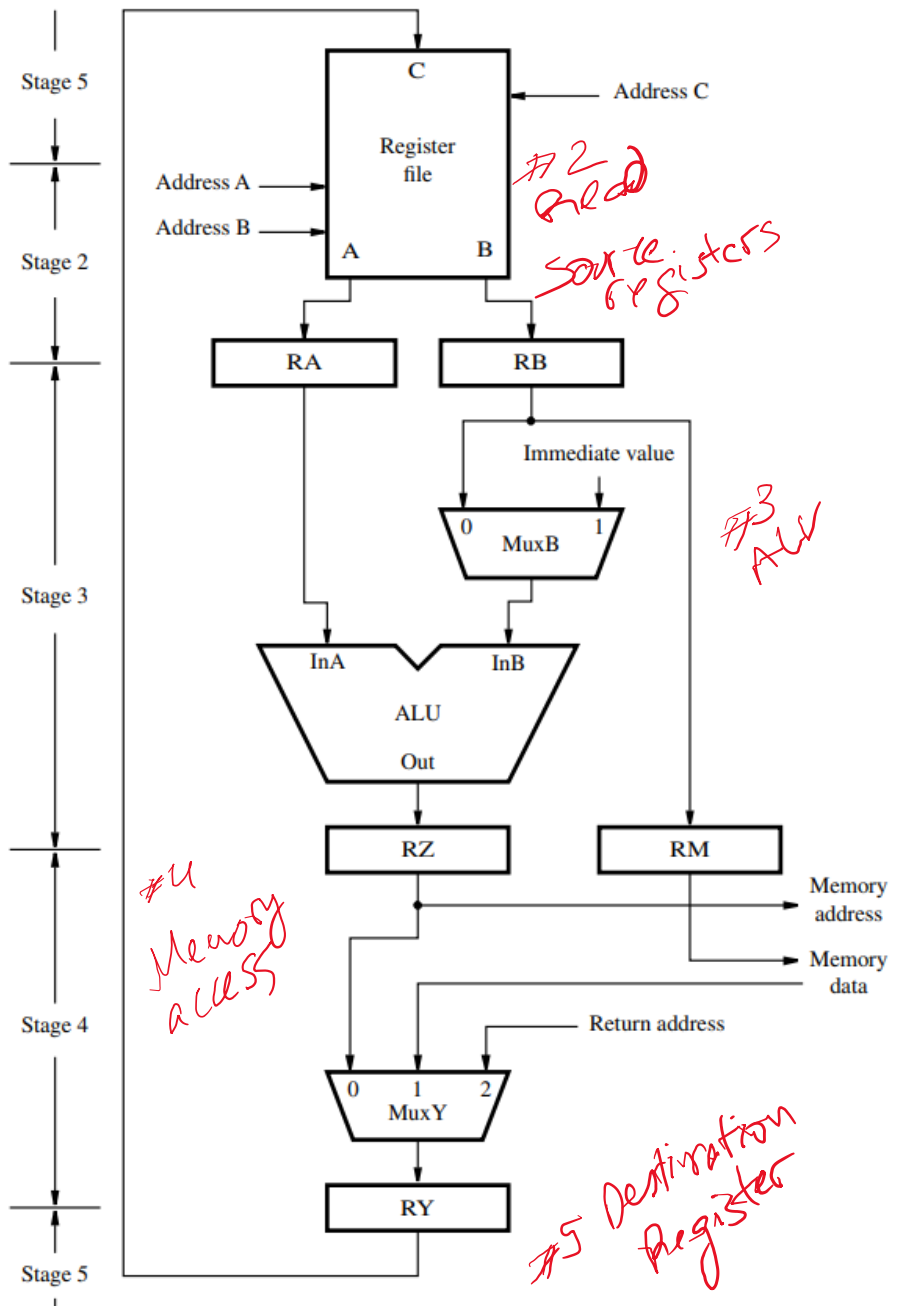 Stage 5
C
Address C
Register
file
Address A
Address B
A
B
#2
Read
Source
registers
Stage 2
RA
RB
Immediate value
0
1
MuxB
#3
ALU
Stage 3
InA
InB
ALU
Out
RZ
RM
#4
Memory
access
Memory
address
Memory
data
Stage 4
Return address
0
1
2
MuxY
RY
#5 Destination
Register
Stage 5